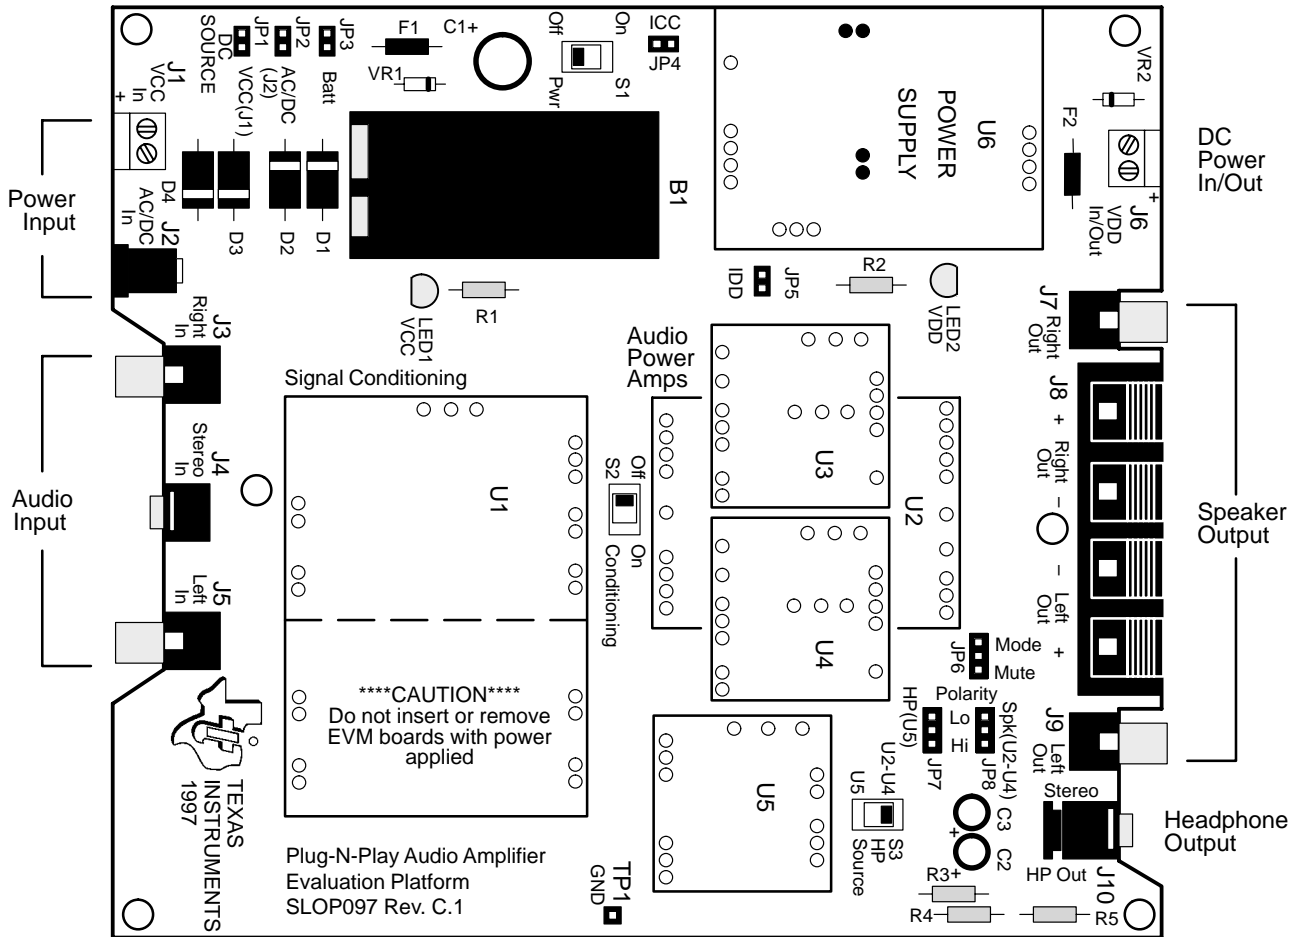 Off
On
ICC
JP4
S1
Pwr
C1+
F1
VR1
JP3
JP2
JP1
DC
SOURCE
Batt
AC/DC
(J2)
VCC(J1)
J1
VCC
In
+
Power
Input
D4
D3
D2
D1
AC/DC
In
J2
B1
U6
POWER
SUPPLY
VR2
F2
DC
Power
In/Out
J6
VDD
In/Out
+
LED1
VCC
R1
IDD
JP5
R2
LED2
VDD
J3
Right
In
Signal Conditioning
Audio
Power
Amps
J7
Right
Out
J8
+
Right
Out
–
–
Left
Out
+
Speaker
Output
Audio
Input
J4
Stereo
In
J5
Left
In
U1
S2
Off
On
Conditioning
U3
U2
U4
JP6
Mode
Mute
Polarity
HP(U5)
Lo
Hi
JP7
Spk(U2-U4)
JP8
J9
Left
Out
****CAUTION****
Do not insert or remove
EVM boards with power
applied
TEXAS
INSTRUMENTS
1997
U5
U5
U2-U4
S3
HP
Source
C3
+
C2
R3+
R4
R5
Stereo
HP Out
J10
Headphone
Output
Plug-N-Play Audio Amplifier
Evaluation Platform
SLOP097 Rev. C.1
TP1
GND